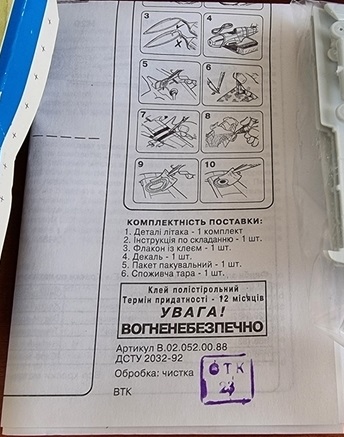 3
4
5
6
7
8
9
10
КОМПЛЕКТНІСТЬ ПОСТАВКИ:
1. Деталі літака - 1 комплект
2. Інструкція по складанню - 1 шт.
3. Флакон із клеєм - 1 шт.
4. Декаль - 1 шт.
5. Пакет пакувальний - 1 шт.
6. Споживча тара - 1 шт.
Клей полістірольний
Термін придатності - 12 місяців
УВАГА!
ВОГНЕНЕБЕЗПЕЧНО
Артикул В.02.052.00.88
ДСТУ 2032-92
Обробка: чистка
ВТК
ВТК